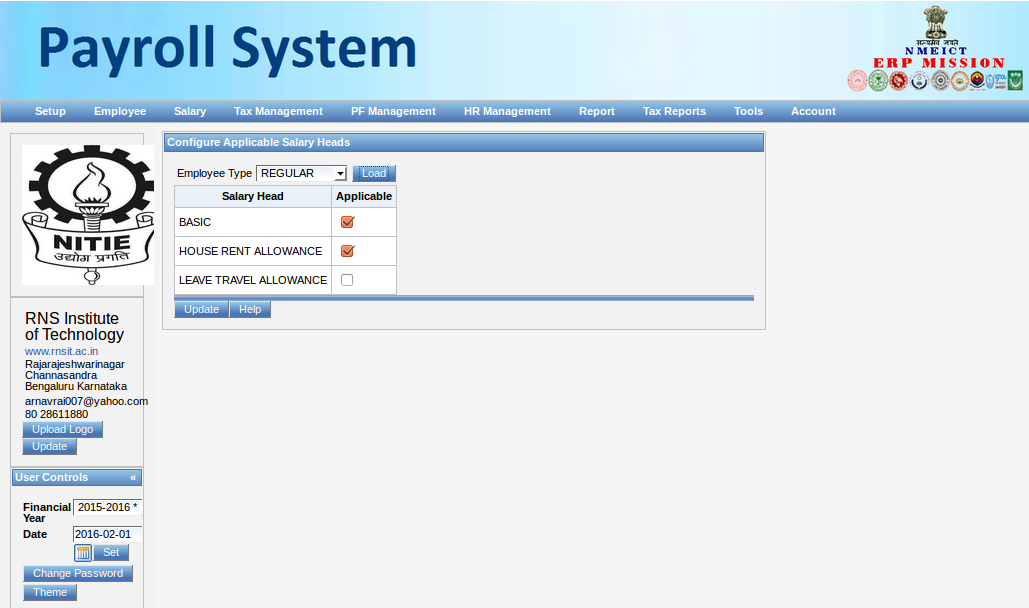 Payroll System
सत्यमेव जयते
NMEICT
ERP MISSION
Setup Employee Salary Tax Management PF Management HR Management Report Tax Reports Tools Account
NITIE
उद्योग प्रगति
RNS Institute
of Technology
www.rnsit.ac.in
Rajarajeshwarinagar
Channasandra
Bengaluru Karnataka
arnavrai007@yahoo.com
80 28611880
Upload Logo
Update
User Controls «
Financial Year 2015-2016 *
Date 2016-02-01
Set
Change Password
Theme
Configure Applicable Salary Heads
Employee Type REGULAR Load
Salary Head Applicable
BASIC
HOUSE RENT ALLOWANCE
LEAVE TRAVEL ALLOWANCE
Update Help